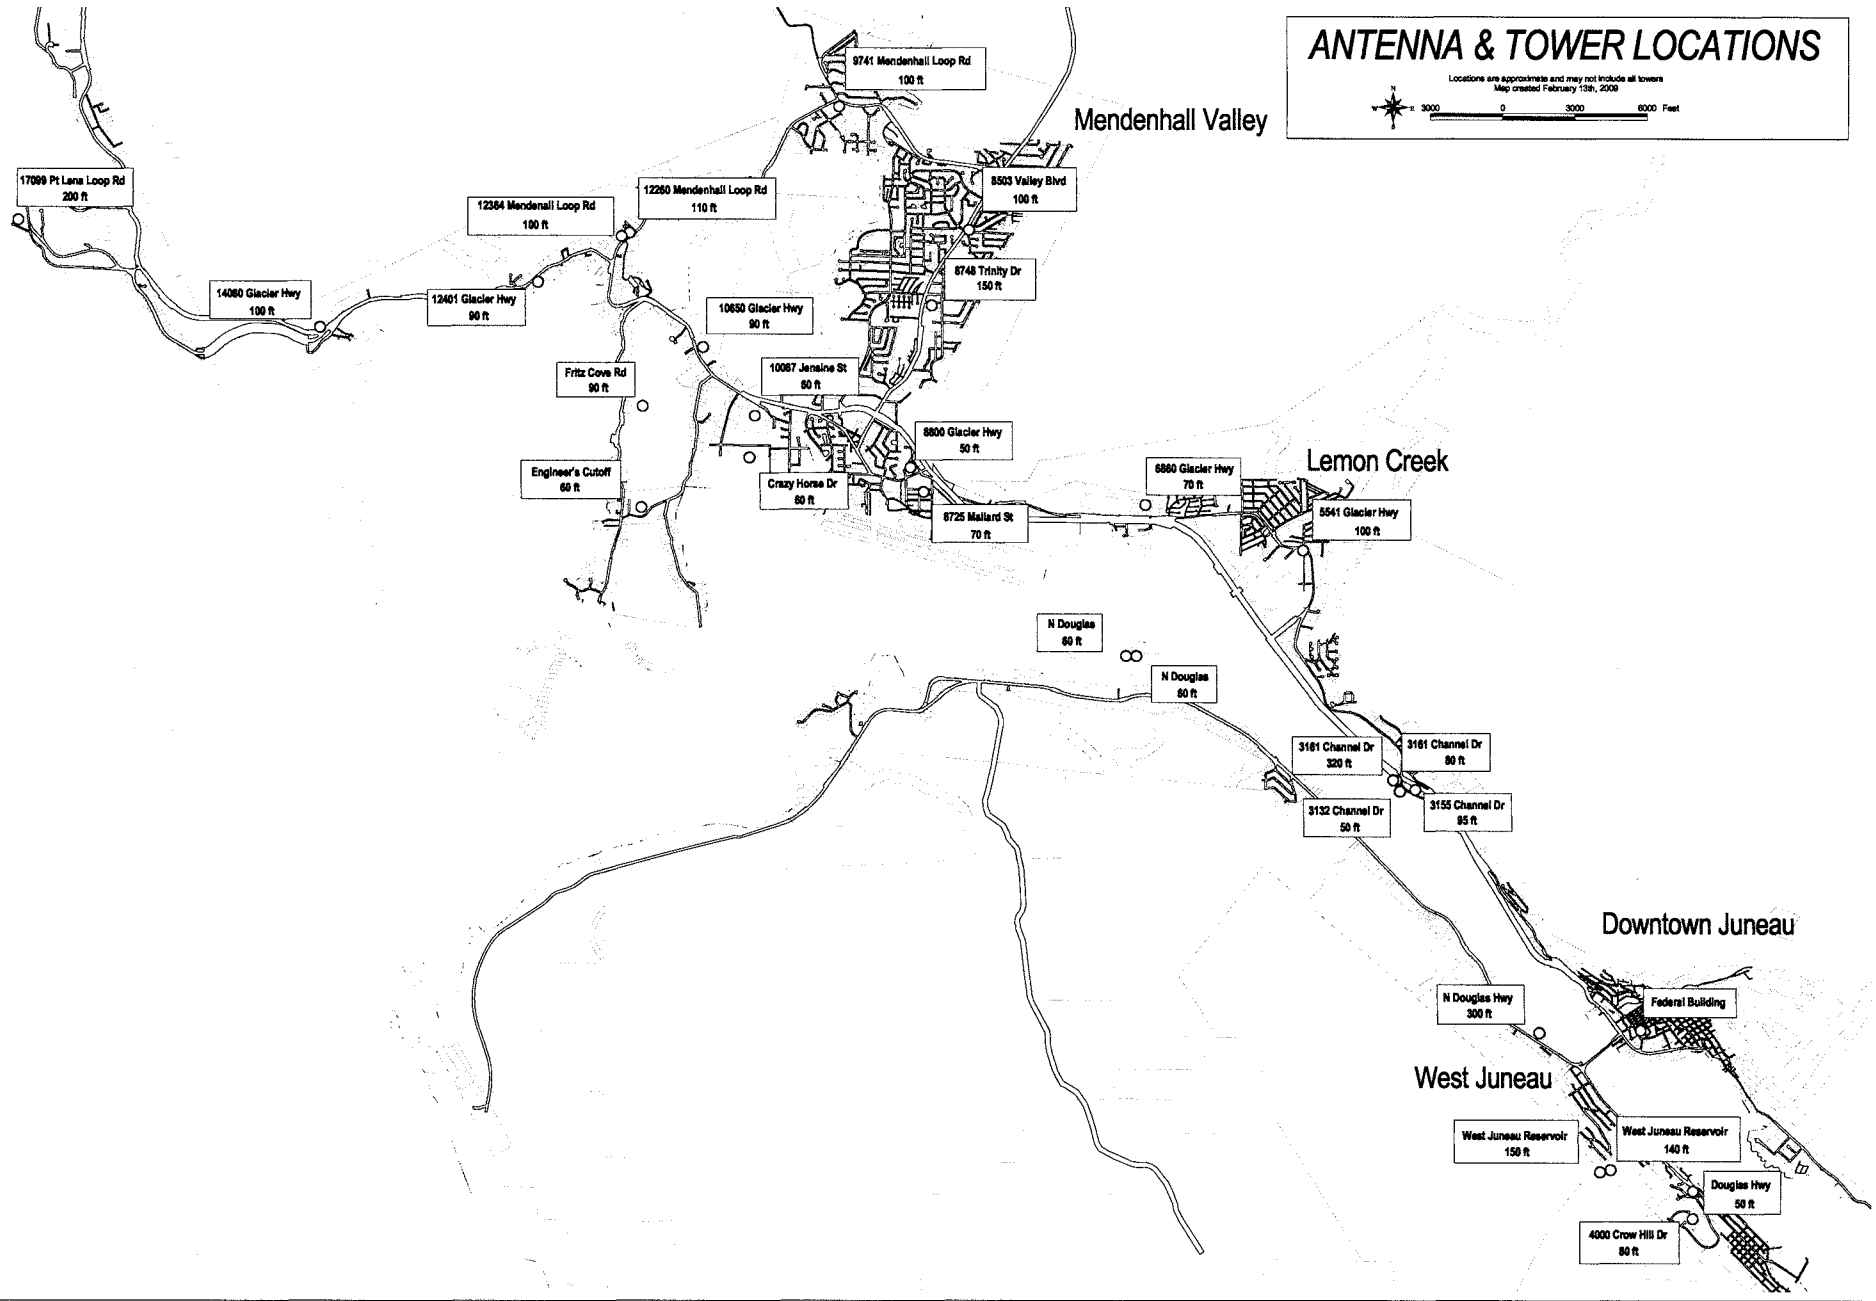 ANTENNA & TOWER LOCATIONS
Locations are approximate and may not include all towers
Map created February 13th, 2009
N
W
E
3000 0 3000 6000 Feet
9741 Mendenhall Loop Rd
100 ft
Mendenhall Valley
17099 Pt Lena Loop Rd
200 ft
12260 Mendenhall Loop Rd
110 ft
8503 Valley Blvd
100 ft
12364 Mendenall Loop Rd
100 ft
8748 Trinity Dr
150 ft
14060 Glacier Hwy
100 ft
12401 Glacier Hwy
90 ft
10650 Glacier Hwy
90 ft
Fritz Cove Rd
90 ft
10067 Jensine St
60 ft
8800 Glacier Hwy
50 ft
Lemon Creek
Engineer's Cutoff
60 ft
Crazy Horse Dr
60 ft
6880 Glacier Hwy
70 ft
8725 Mallard St
70 ft
5541 Glacier Hwy
100 ft
N Douglas
60 ft
N Douglas
60 ft
3161 Channel Dr
320 ft
3161 Channel Dr
80 ft
3132 Channel Dr
50 ft
3155 Channel Dr
95 ft
Downtown Juneau
N Douglas Hwy
300 ft
Federal Building
West Juneau
West Juneau Reservoir
150 ft
West Juneau Reservoir
140 ft
Douglas Hwy
50 ft
4000 Crow Hill Dr
80 ft